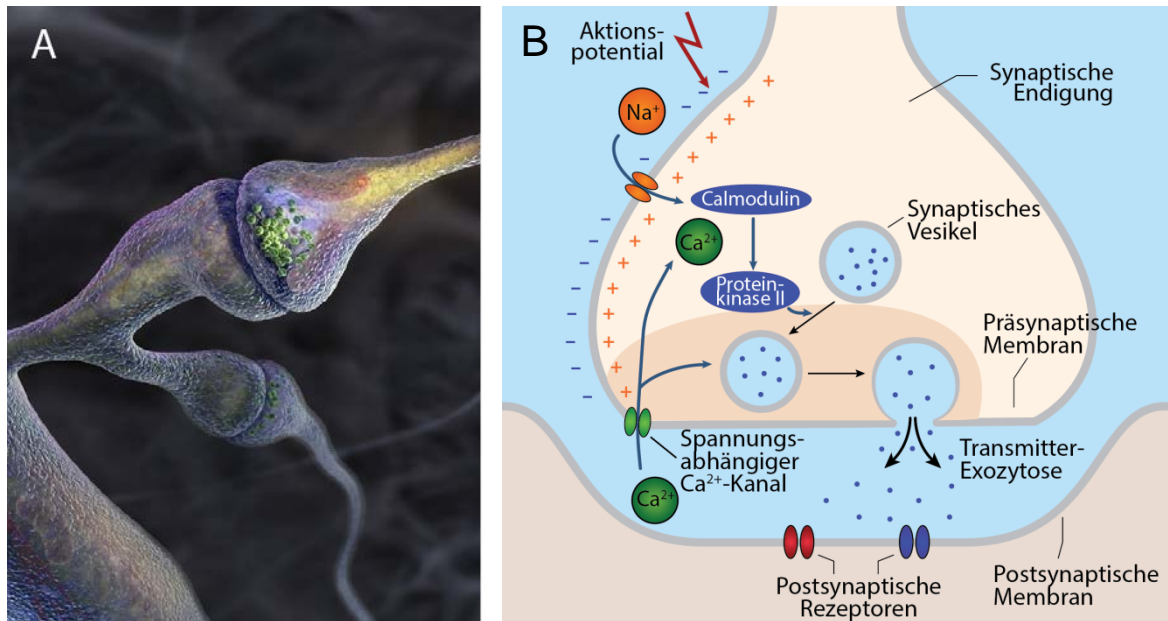 A
B
Aktions-
potential
Na⁺
Synaptische
Endigung
Calmodulin
Ca²⁺
Synaptisches
Vesikel
Protein-
kinase II
Präsynaptische
Membran
Spannungs-
abhängiger
Ca²⁺-Kanal
Ca²⁺
Transmitter-
Exozytose
Postsynaptische
Rezeptoren
Postsynaptische
Membran